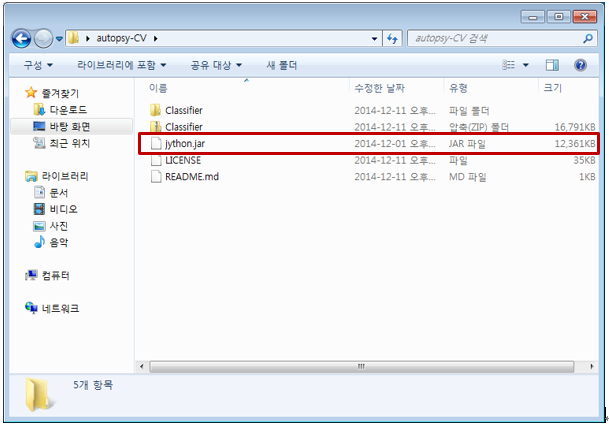 autopsy-CV
autopsy-CV 검색
구성 라이브러리에 포함 공유 대상 새 폴더
이름 수정한 날짜 유형 크기
Classifier 2014-12-11 오후... 파일 폴더
Classifier 2014-12-11 오후... 압축(ZIP) 폴더 16,791KB
jython.jar 2014-12-01 오후... JAR 파일 12,361KB
LICENSE 2014-12-11 오후... 파일 35KB
README.md 2014-12-11 오후... MD 파일 1KB
즐겨찾기
다운로드
바탕 화면
최근 위치
라이브러리
문서
비디오
사진
음악
컴퓨터
네트워크
5개 항목